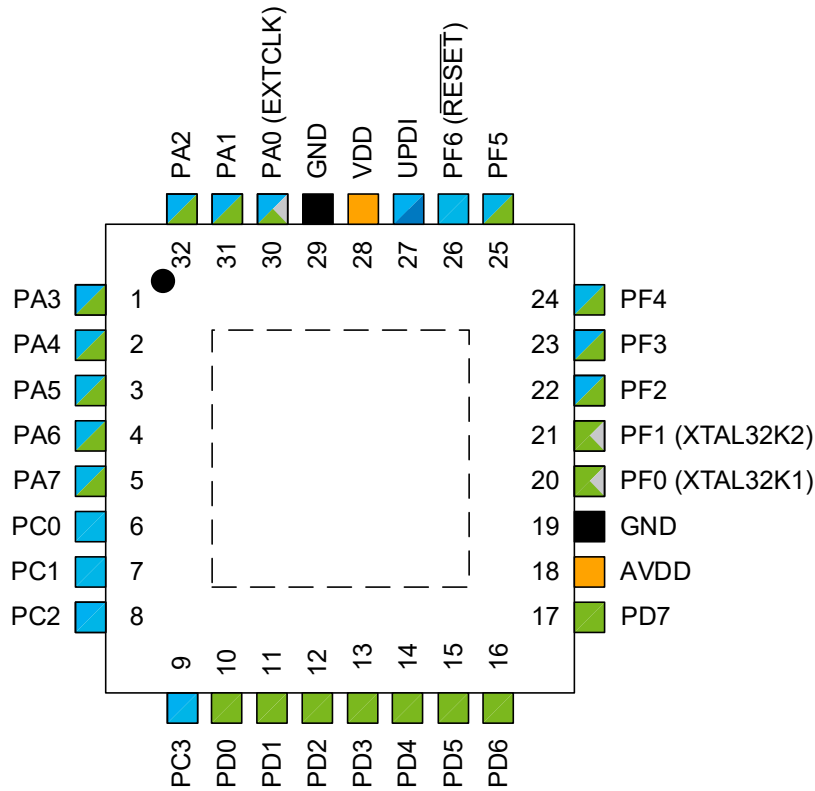 PA2 PA1 PA0 (EXTCLK) GND VDD UPDI PF6 (RESET) PF5
32 31 30 29 28 27 26 25
PA3 1
PA4 2
PA5 3
PA6 4
PA7 5
PC0 6
PC1 7
PC2 8
24 PF4
23 PF3
22 PF2
21 PF1 (XTAL32K2)
20 PF0 (XTAL32K1)
19 GND
18 AVDD
17 PD7
9 10 11 12 13 14 15 16
PC3 PD0 PD1 PD2 PD3 PD4 PD5 PD6